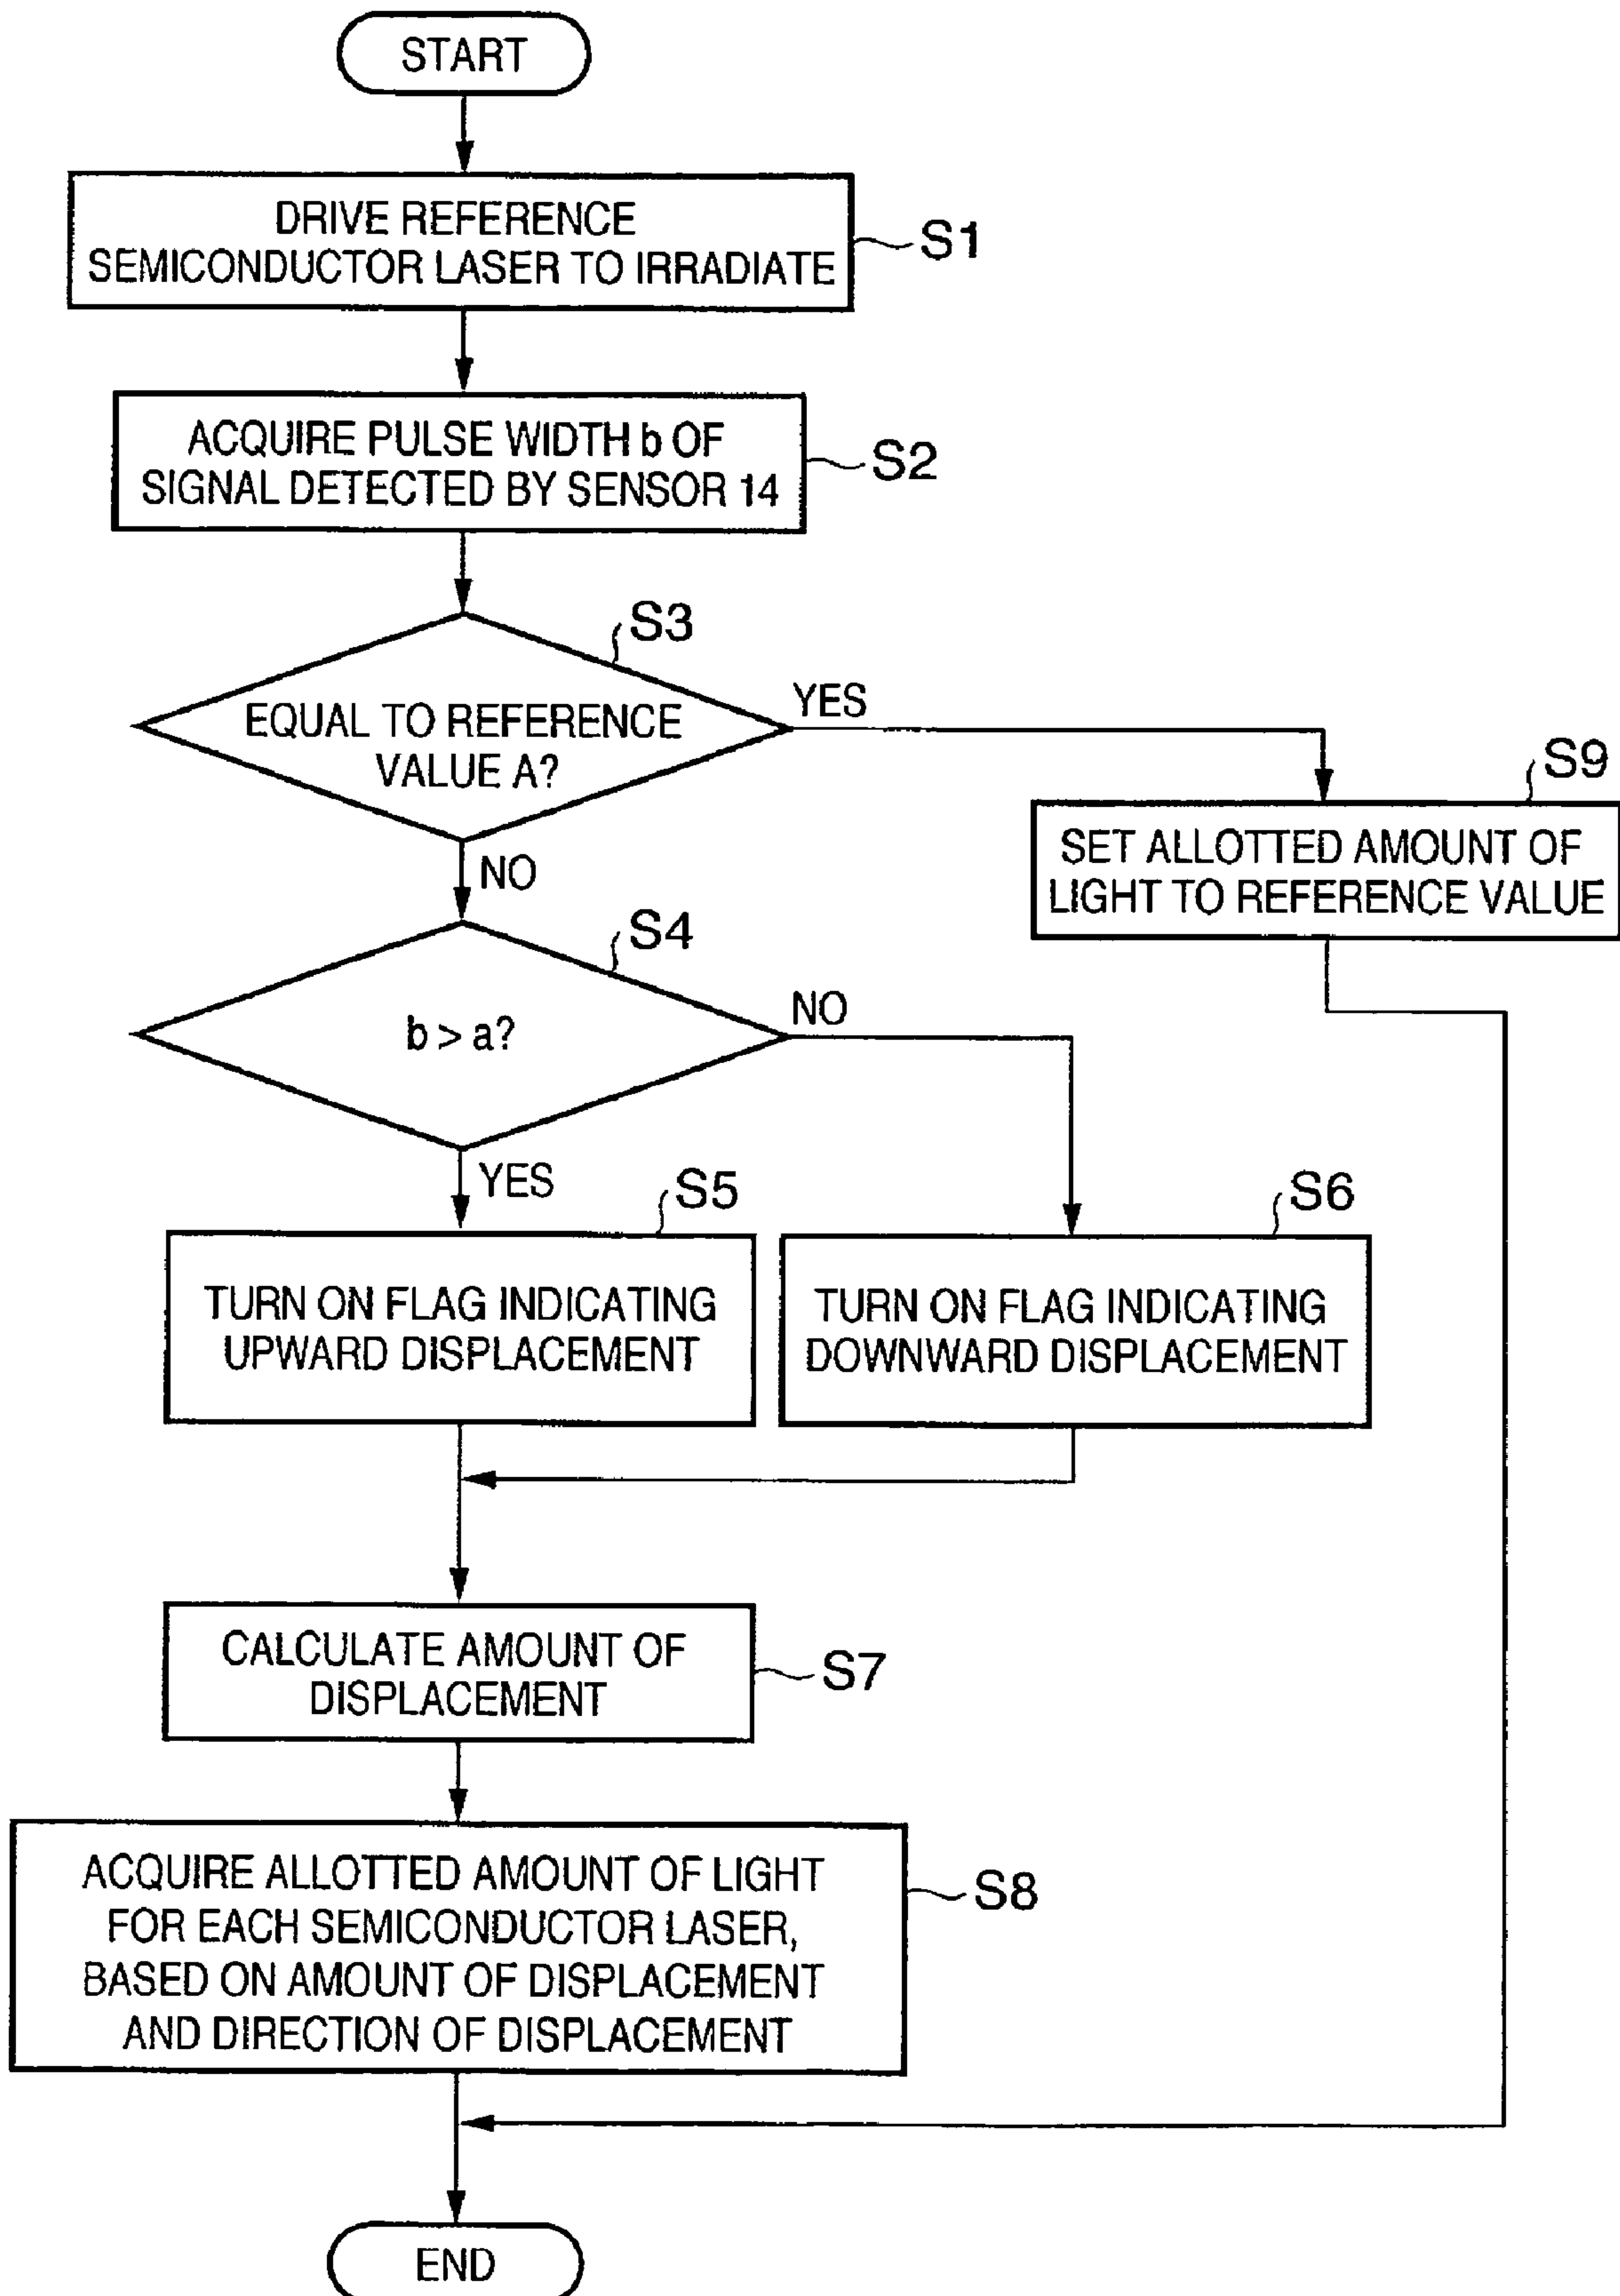 START
DRIVE REFERENCE
SEMICONDUCTOR LASER TO IRRADIATE
S1
ACQUIRE PULSE WIDTH b OF
SIGNAL DETECTED BY SENSOR 14
S2
S3
EQUAL TO REFERENCE
VALUE A?
YES
NO
S9
SET ALLOTTED AMOUNT OF
LIGHT TO REFERENCE VALUE
S4
b > a?
NO
YES
S5
TURN ON FLAG INDICATING
UPWARD DISPLACEMENT
S6
TURN ON FLAG INDICATING
DOWNWARD DISPLACEMENT
CALCULATE AMOUNT OF
DISPLACEMENT
S7
ACQUIRE ALLOTTED AMOUNT OF LIGHT
FOR EACH SEMICONDUCTOR LASER,
BASED ON AMOUNT OF DISPLACEMENT
AND DIRECTION OF DISPLACEMENT
S8
END